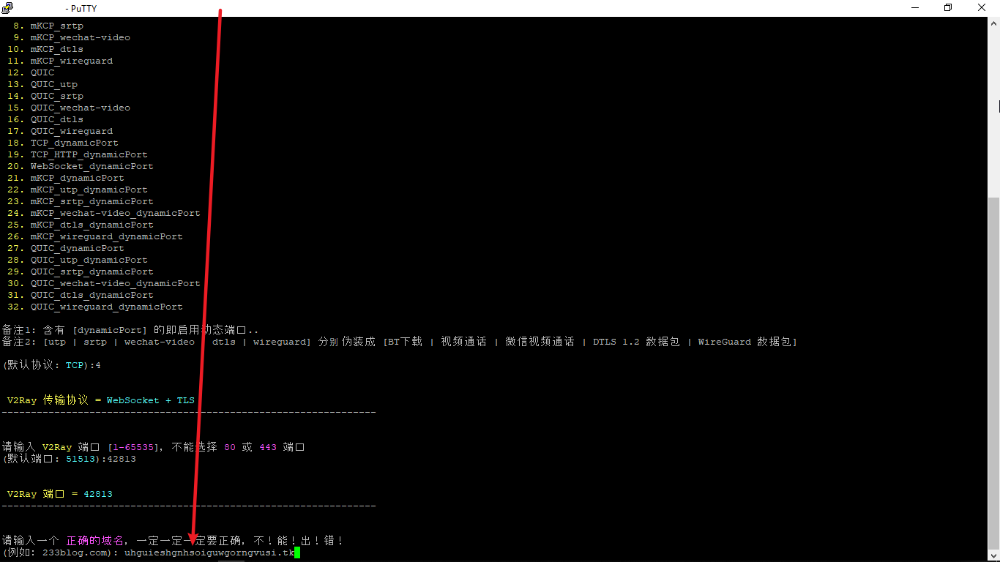 - PuTTY
8. mKCP_srtp
9. mKCP_wechat-video
10. mKCP_dtls
11. mKCP_wireguard
12. QUIC
13. QUIC_utp
14. QUIC_srtp
15. QUIC_wechat-video
16. QUIC_dtls
17. QUIC_wireguard
18. TCP_dynamicPort
19. TCP_HTTP_dynamicPort
20. WebSocket_dynamicPort
21. mKCP_dynamicPort
22. mKCP_utp_dynamicPort
23. mKCP_srtp_dynamicPort
24. mKCP_wechat-video_dynamicPort
25. mKCP_dtls_dynamicPort
26. mKCP_wireguard_dynamicPort
27. QUIC_dynamicPort
28. QUIC_utp_dynamicPort
29. QUIC_srtp_dynamicPort
30. QUIC_wechat-video_dynamicPort
31. QUIC_dtls_dynamicPort
32. QUIC_wireguard_dynamicPort
备注1: 含有 [dynamicPort] 的即启用动态端口..
备注2: [utp | srtp | wechat-video | dtls | wireguard] 分别伪装成 [BT下载 | 视频通话 | 微信视频通话 | DTLS 1.2 数据包 | WireGuard 数据包]
(默认协议: TCP):4
V2Ray 传输协议 = WebSocket + TLS
----------------------------------------------------------------
请输入 V2Ray 端口 [1-65535], 不能选择 80 或 443 端口
(默认端口: 51513):42813
V2Ray 端口 = 42813
----------------------------------------------------------------
请输入一个 正确的域名, 一定一定一定要正确, 不！能！出！错！
(例如: 233blog.com): uhguieshgnhsoiguwgorngvusi.tk